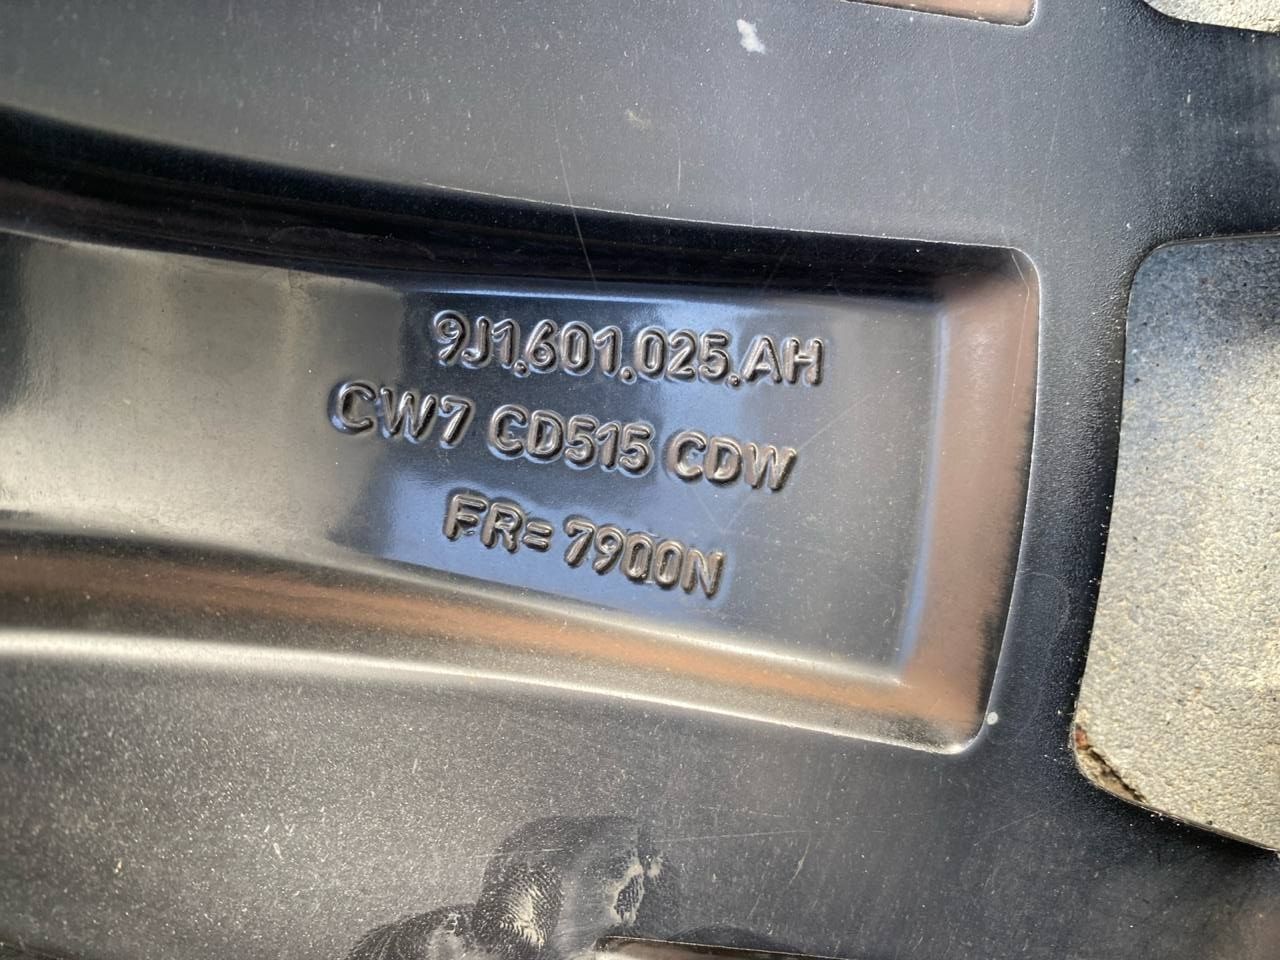 9J1.601.025.AH
CW7 CD515 CDW
FR= 7900N